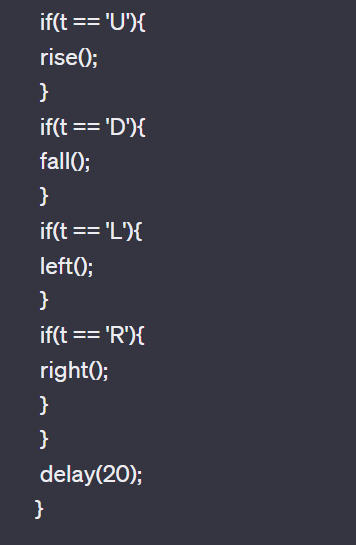 if(t == 'U'){
rise();
}
if(t == 'D'){
fall();
}
if(t == 'L'){
left();
}
if(t == 'R'){
right();
}
}
delay(20);
}